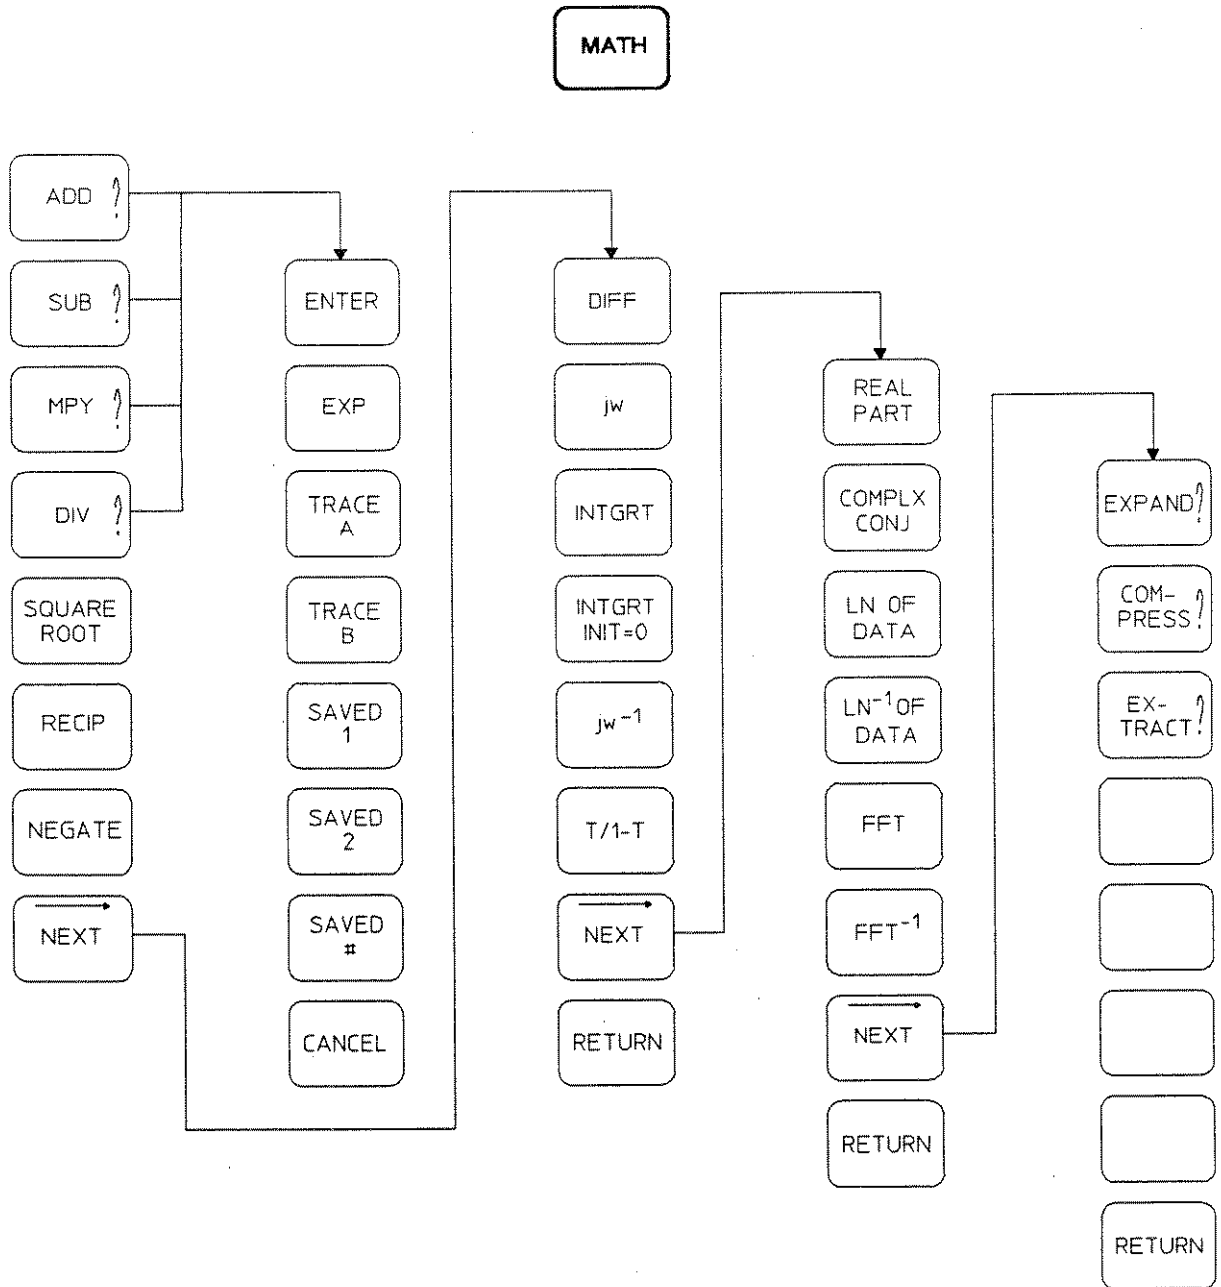 MATH
ADD ?
SUB ?
MPY ?
DIV ?
SQUARE
ROOT
RECIP
NEGATE
NEXT
ENTER
EXP
TRACE
A
TRACE
B
SAVED
1
SAVED
2
SAVED
#
CANCEL
DIFF
jw
INTGRT
INTGRT
INIT=0
jw⁻¹
T/1-T
NEXT
RETURN
REAL
PART
COMPLX
CONJ
LN OF
DATA
LN⁻¹OF
DATA
FFT
FFT⁻¹
NEXT
RETURN
EXPAND?
COM-
PRESS?
EX-
TRACT?
RETURN